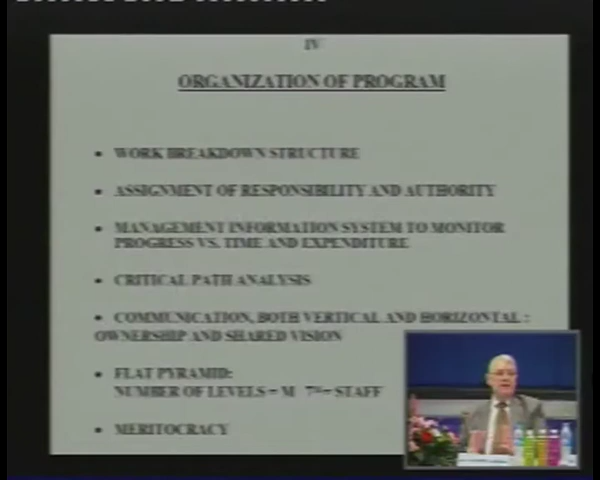 IV
ORGANIZATION OF PROGRAM
• WORK BREAKDOWN STRUCTURE
• ASSIGNMENT OF RESPONSIBILITY AND AUTHORITY
• MANAGEMENT INFORMATION SYSTEM TO MONITOR
PROGRESS VS. TIME AND EXPENDITURE
• CRITICAL PATH ANALYSIS
• COMMUNICATION, BOTH VERTICAL AND HORIZONTAL :
OWNERSHIP AND SHARED VISION
• FLAT PYRAMID:
NUMBER OF LEVELS = M = STAFF
• MERITOCRACY